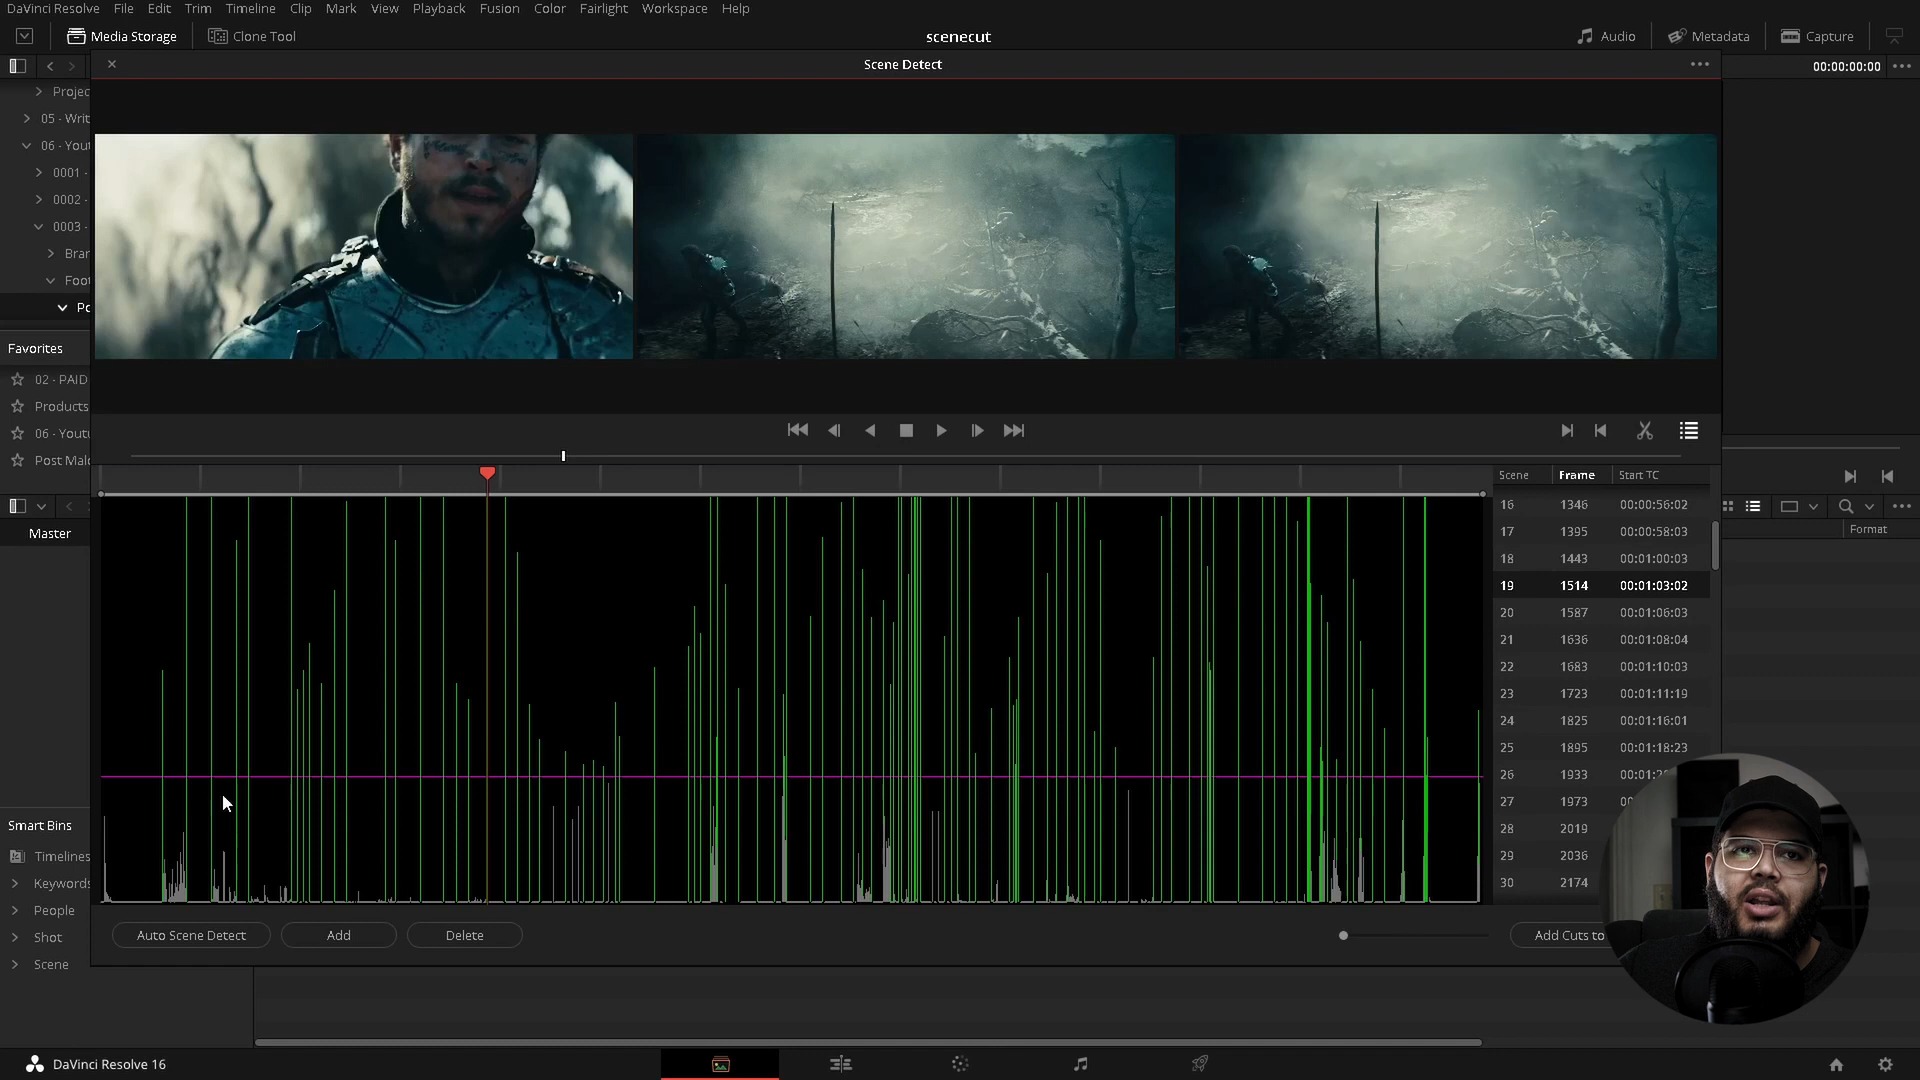 DaVinci Resolve File Edit Trim Timeline Clip Mark View Playback Fusion Color Fairlight Workspace Help
Media Storage Clone Tool scenecut Audio Metadata Capture
Scene Detect
00:00:00:00
Projec
05 - Writ
06 - Yout
0001 -
0002 -
0003 -
Brar
Foot
Favorites
02 - PAID
Products
06 - Youtu
Post Malo
Master
Scene Frame Start TC
16 1346 00:00:56:02
17 1395 00:00:58:03
18 1443 00:01:00:03
19 1514 00:01:03:02
20 1587 00:01:06:03
21 1636 00:01:08:04
22 1683 00:01:10:03
23 1723 00:01:11:19
24 1825 00:01:16:01
25 1895 00:01:18:23
26 1933
27 1973
28 2019
29 2036
30 2174
Format
Smart Bins
Timelines
Keywords
People
Shot
Scene
Auto Scene Detect Add Delete Add Cuts to
DaVinci Resolve 16